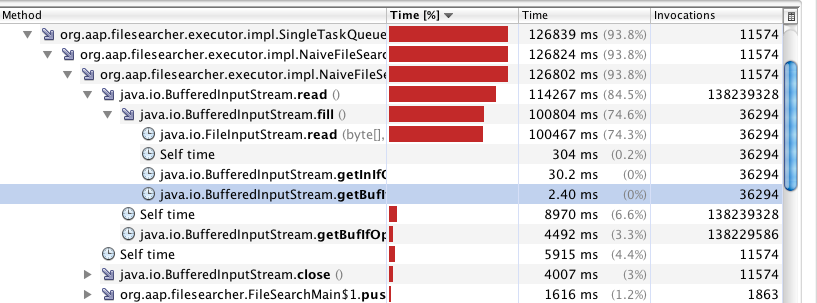 Method Time [%] Time Invocations
org.aap.filesearcher.executor.impl.SingleTaskQueue 126839 ms (93.8%) 11574
org.aap.filesearcher.executor.impl.NaiveFileSearc 126824 ms (93.8%) 11574
org.aap.filesearcher.executor.impl.NaiveFileSe 126802 ms (93.8%) 11574
java.io.BufferedInputStream.read () 114267 ms (84.5%) 138239328
java.io.BufferedInputStream.fill () 100804 ms (74.6%) 36294
java.io.FileInputStream.read (byte[], 100467 ms (74.3%) 36294
Self time 304 ms (0.2%) 36294
java.io.BufferedInputStream.getInIfO 30.2 ms (0%) 36294
java.io.BufferedInputStream.getBufI 2.40 ms (0%) 36294
Self time 8970 ms (6.6%) 138239328
java.io.BufferedInputStream.getBufIfOp 4492 ms (3.3%) 138229586
Self time 5915 ms (4.4%) 11574
java.io.BufferedInputStream.close () 4007 ms (3%) 11574
org.aap.filesearcher.FileSearchMain$1.pus 1616 ms (1.2%) 1863